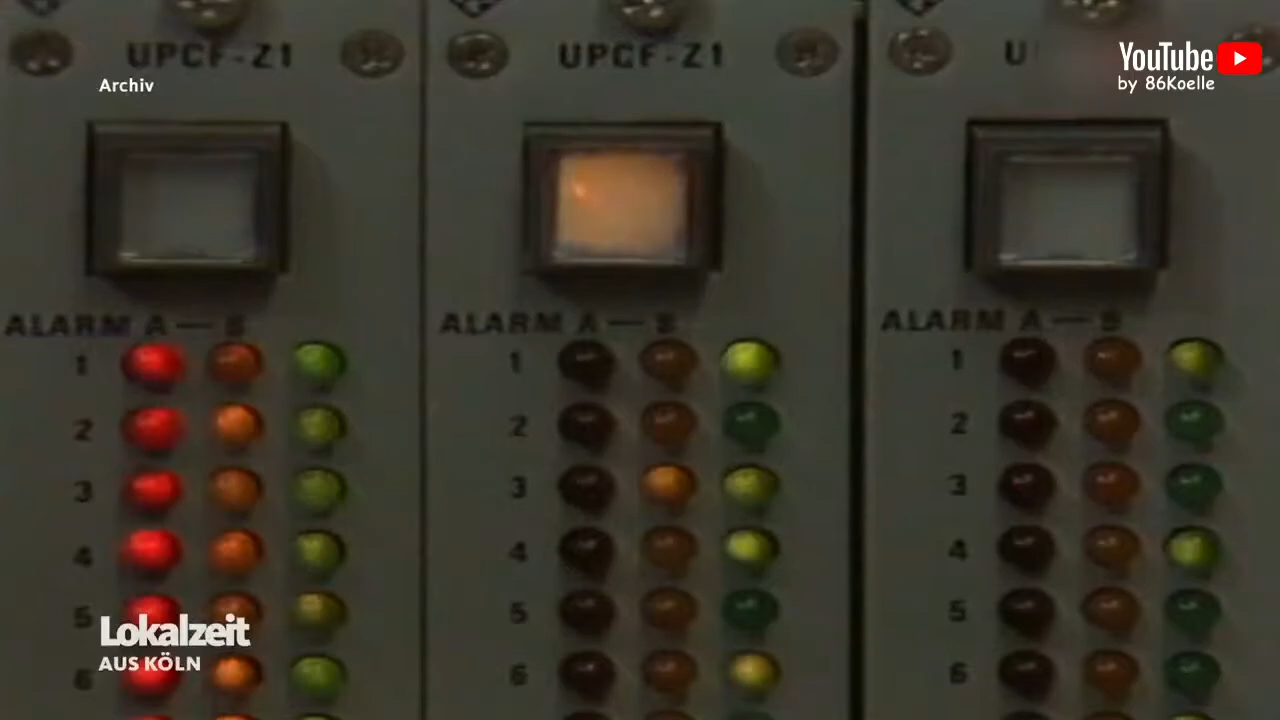 UPCF-Z1
UPCF-Z1
U
Archiv
YouTube
by 86Koelle
ALARM A — B
1
2
3
4
5
6
ALARM A — B
1
2
3
4
5
6
ALARM A — B
1
2
3
4
5
6
Lokalzeit
AUS KÖLN